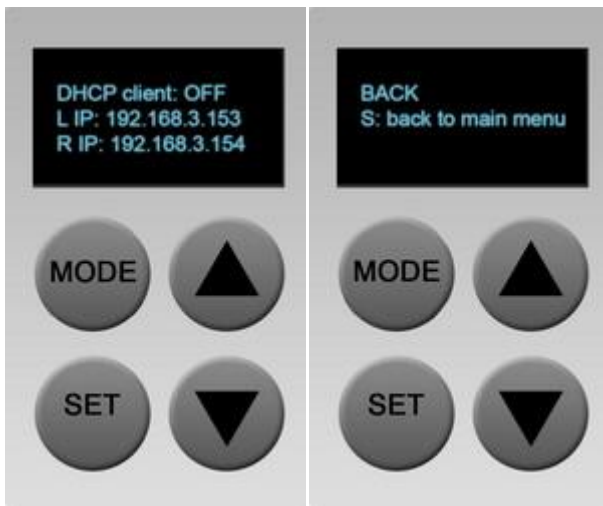 DHCP client: OFF
L IP: 192.168.3.153
R IP: 192.168.3.154
MODE
SET
BACK
S: back to main menu
MODE
SET